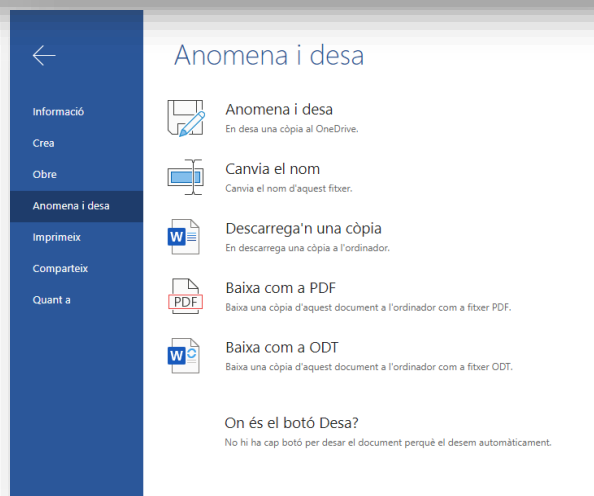 Anomena i desa
Informació
Crea
Obre
Anomena i desa
Imprimeix
Comparteix
Quant a
Anomena i desa
En desa una còpia al OneDrive.
Canvia el nom
Canvia el nom d'aquest fitxer.
W
Descarrega'n una còpia
En descarrega una còpia a l'ordinador.
PDF
Baixa com a PDF
Baixa una còpia d'aquest document a l'ordinador com a fitxer PDF.
W
Baixa com a ODT
Baixa una còpia d'aquest document a l'ordinador com a fitxer ODT.
On és el botó Desa?
No hi ha cap botó per desar el document perquè el desem automàticament.